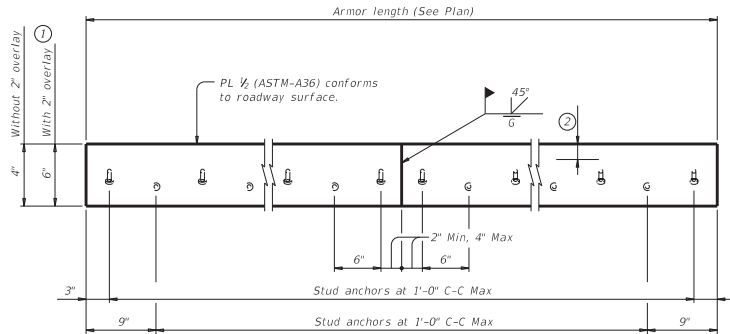 Armor length (See Plan)
1
Without 2" overlay
With 2" overlay
PL ½ (ASTM-A36) conforms
to roadway surface.
45°
G
2
4"
6"
2" Min, 4" Max
6"
6"
3"
Stud anchors at 1'-0" C-C Max
9"
Stud anchors at 1'-0" C-C Max
9"